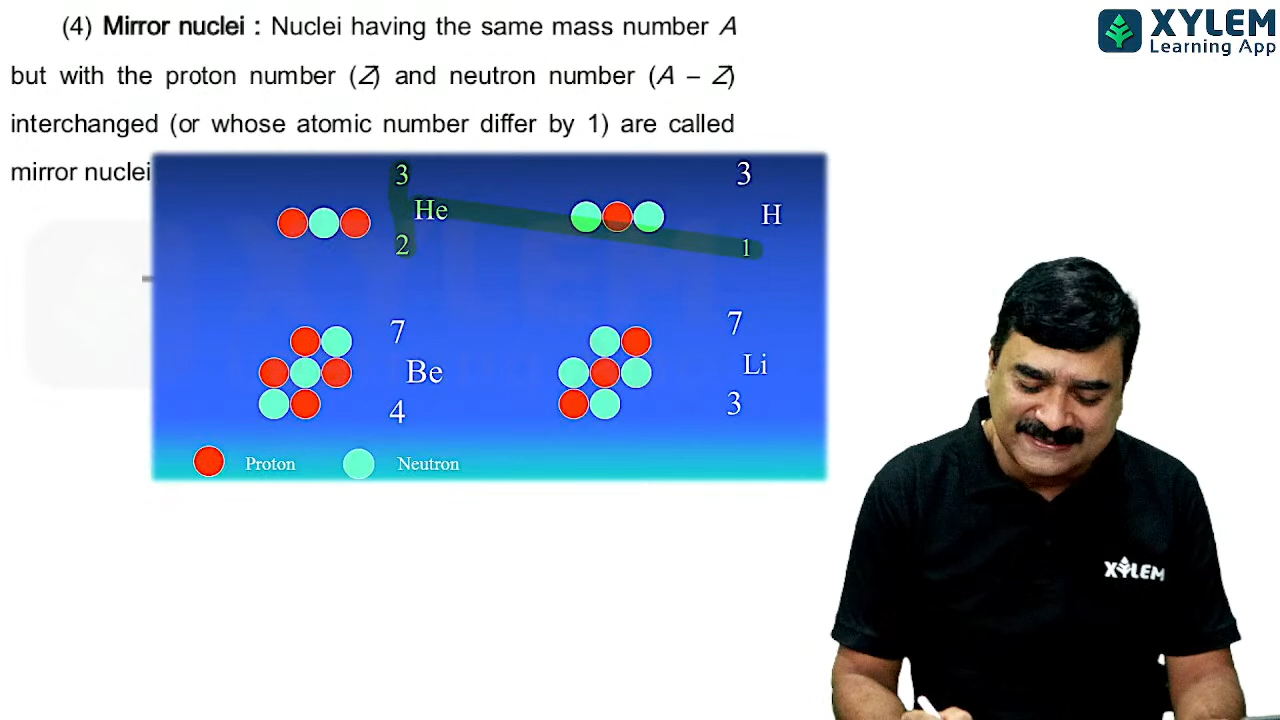 (4) Mirror nuclei : Nuclei having the same mass number A
but with the proton number (Z) and neutron number (A – Z)
interchanged (or whose atomic number differ by 1) are called
mirror nuclei
XYLEM
Learning App
3
He
2
3
H
1
7
Be
4
7
Li
3
Proton
Neutron
XYLEM